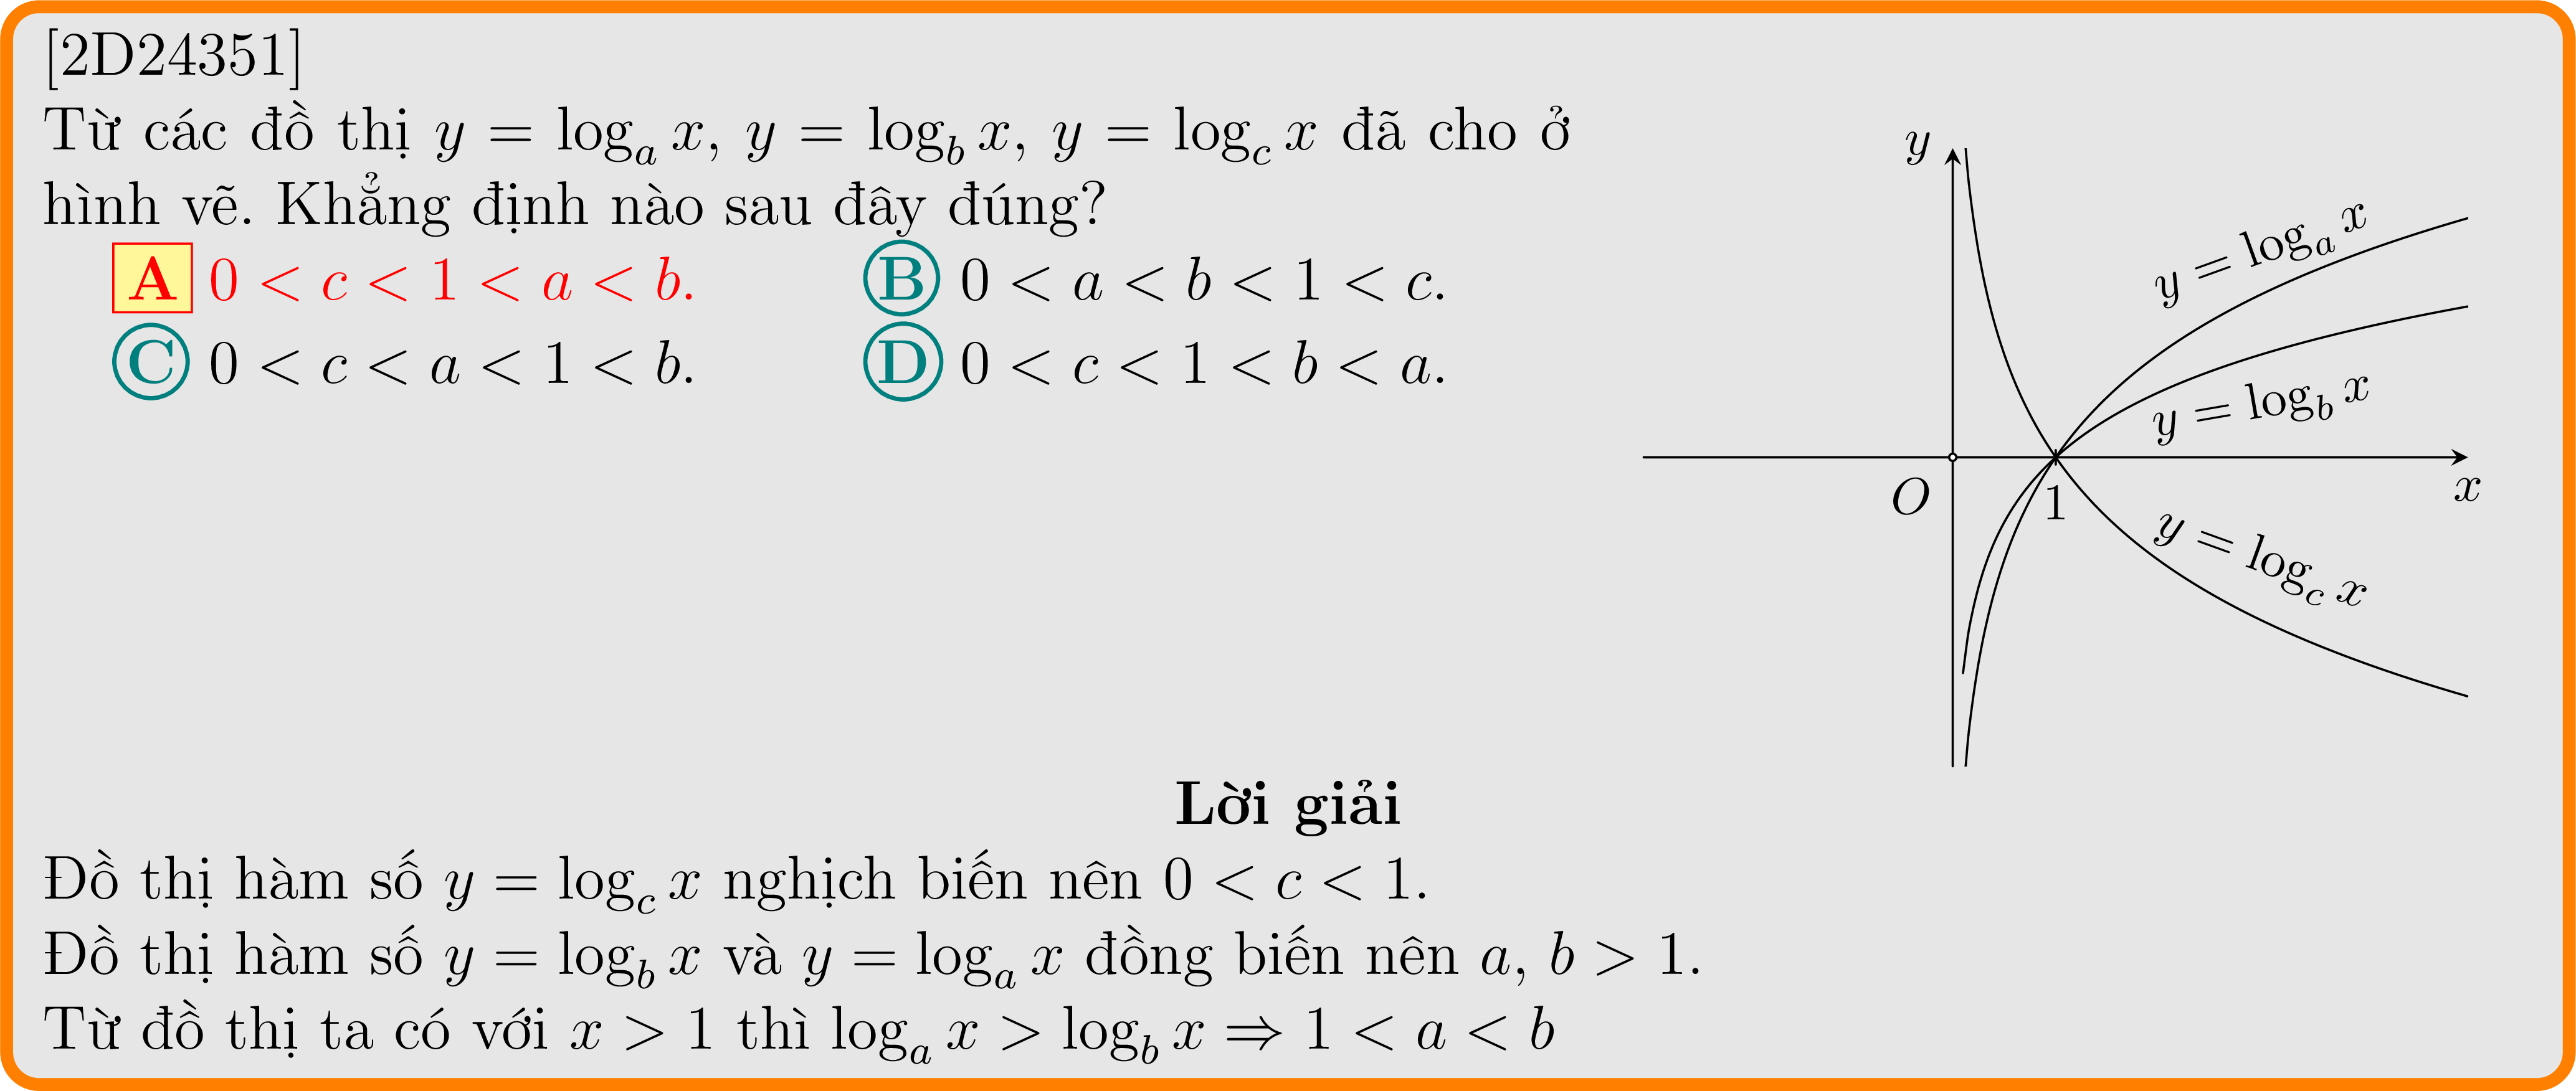 [2D24351]
Từ các đồ thị y = log_a x, y = log_b x, y = log_c x đã cho ở
hình vẽ. Khẳng định nào sau đây đúng?
A 0 < c < 1 < a < b. B 0 < a < b < 1 < c.
C 0 < c < a < 1 < b. D 0 < c < 1 < b < a.
y
y = log_a x
y = log_b x
O
1
x
y = log_c x
Lời giải
Đồ thị hàm số y = log_c x nghịch biến nên 0 < c < 1.
Đồ thị hàm số y = log_b x và y = log_a x đồng biến nên a, b > 1.
Từ đồ thị ta có với x > 1 thì log_a x > log_b x ⇒ 1 < a < b